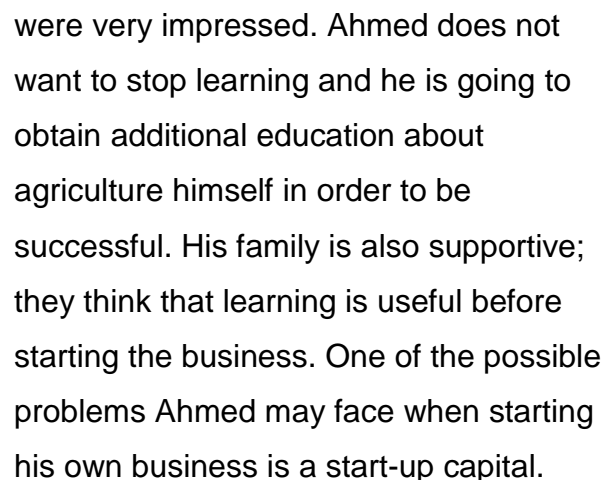 were very impressed. Ahmed does not
want to stop learning and he is going to
obtain additional education about
agriculture himself in order to be
successful. His family is also supportive;
they think that learning is useful before
starting the business. One of the possible
problems Ahmed may face when starting
his own business is a start-up capital.